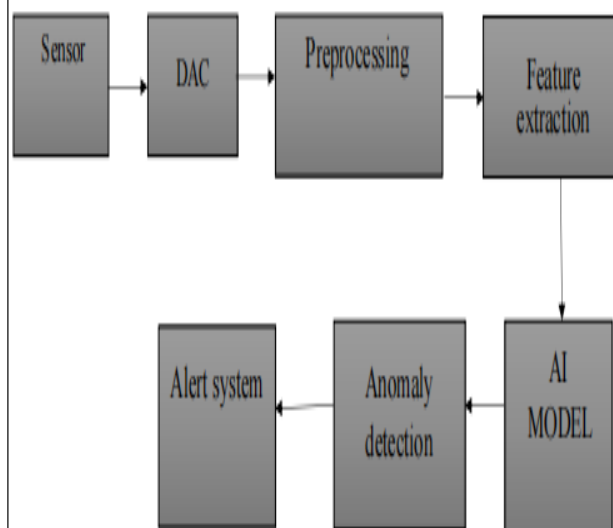 Sensor
DAC
Preprocessing
Feature
extraction
Alert system
Anomaly
detection
AI
MODEL